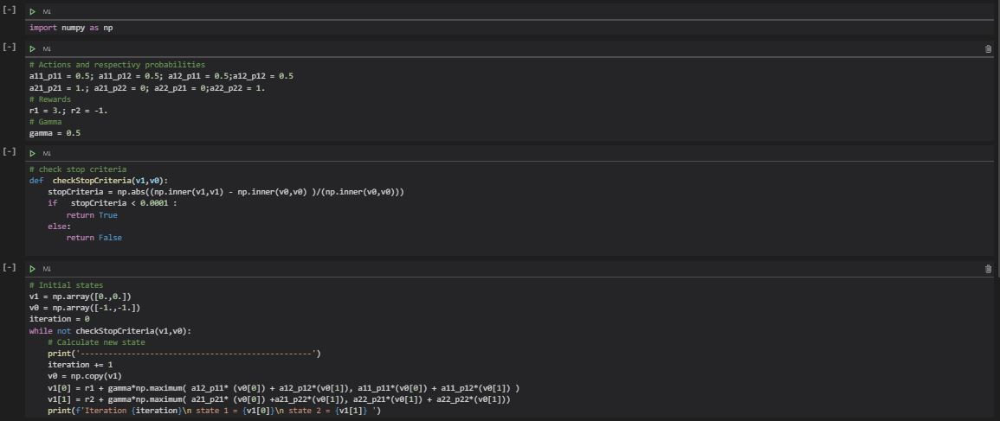 [-] M↓
import numpy as np
[-] M↓
# Actions and respectivy probabilities
a11_p11 = 0.5; a11_p12 = 0.5; a12_p11 = 0.5;a12_p12 = 0.5
a21_p21 = 1.; a21_p22 = 0; a22_p21 = 0;a22_p22 = 1.
# Rewards
r1 = 3.; r2 = -1.
# Gamma
gamma = 0.5
[-] M↓
# check stop criteria
def  checkStopCriteria(v1,v0):
    stopCriteria = np.abs((np.inner(v1,v1) - np.inner(v0,v0) )/(np.inner(v0,v0)))
    if   stopCriteria < 0.0001 :
        return True
    else:
        return False
[-] M↓
# Initial states
v1 = np.array([0.,0.])
v0 = np.array([-1.,-1.])
iteration = 0
while not checkStopCriteria(v1,v0):
    # Calculate new state
    print('--------------------------------------------------')
    iteration += 1
    v0 = np.copy(v1)
    v1[0] = r1 + gamma*np.maximum( a12_p11* (v0[0]) + a12_p12*(v0[1]), a11_p11*(v0[0]) + a11_p12*(v0[1]) )
    v1[1] = r2 + gamma*np.maximum( a21_p21* (v0[0]) +a21_p22*(v0[1]), a22_p21*(v0[1]) + a22_p22*(v0[1]))
    print(f'Iteration {iteration}\n state 1 = {v1[0]}\n state 2 = {v1[1]} ')